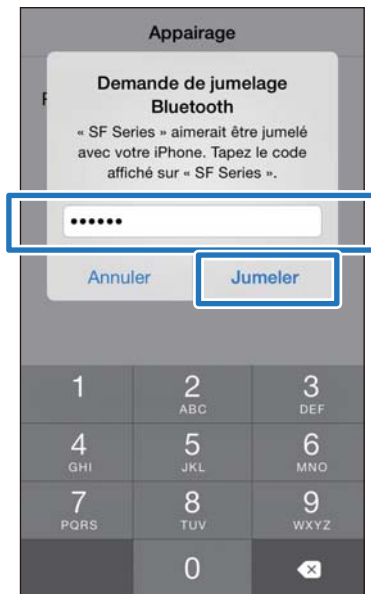 Appairage
F
Demande de jumelage
Bluetooth
« SF Series » aimerait être jumelé
avec votre iPhone. Tapez le code
affiché sur « SF Series ».
••••••
Annuler Jumeler
1 2 3
ABC DEF
4 5 6
GHI JKL MNO
7 8 9
PQRS TUV WXYZ
0